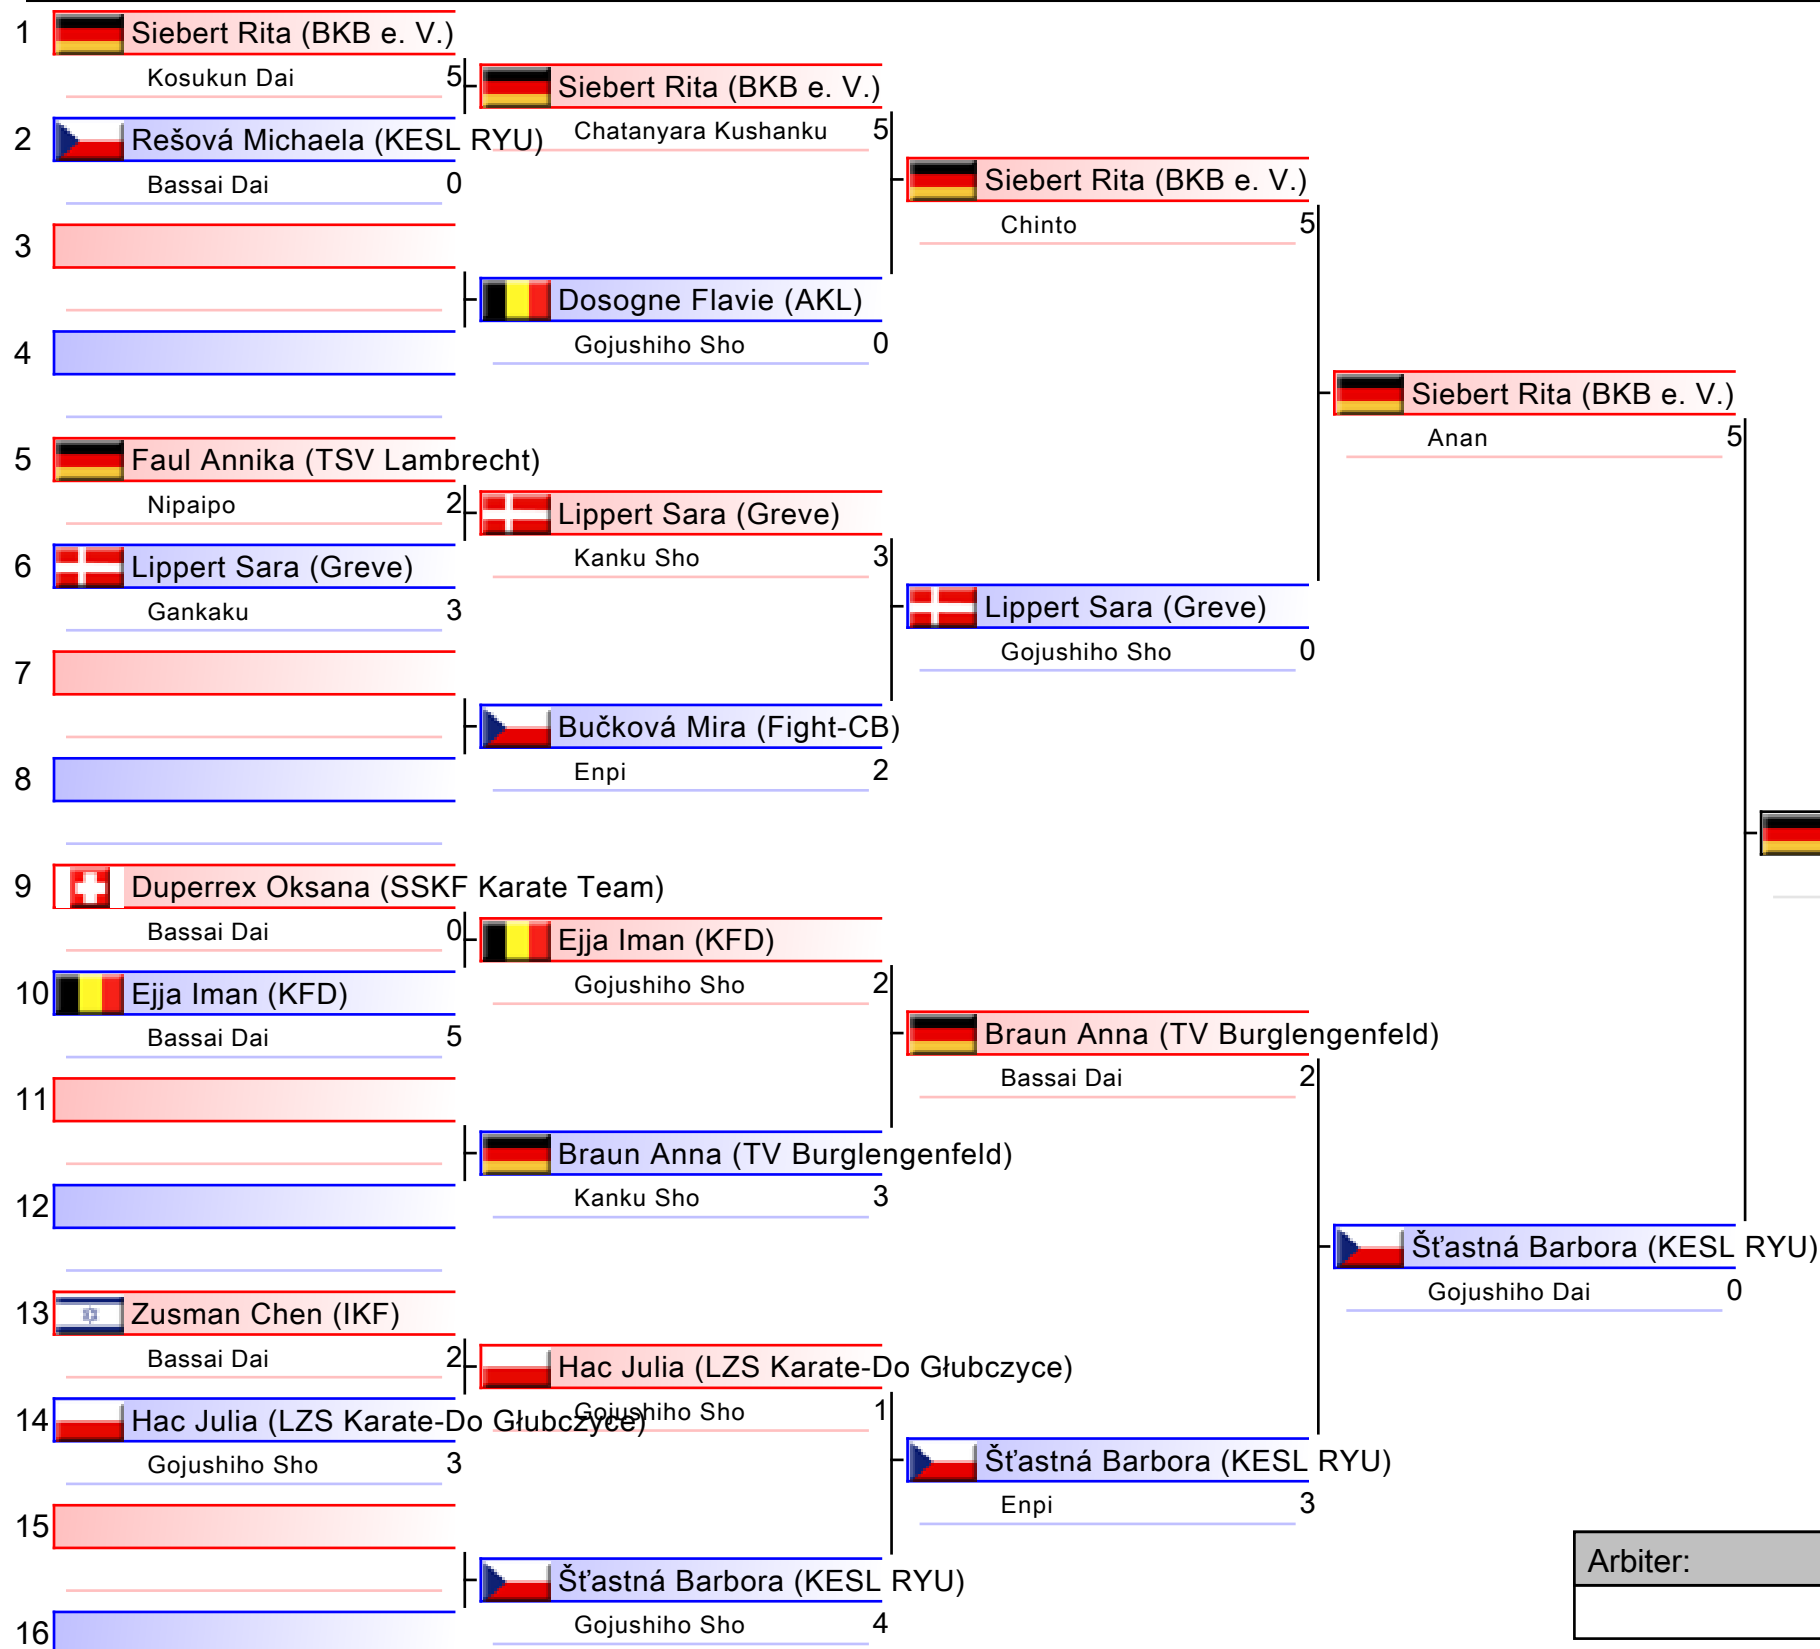 1 Siebert Rita (BKB e. V.)
Kosukun Dai 5
2 Rešová Michaela (KESL RYU)
Bassai Dai 0
3
4
5 Faul Annika (TSV Lambrecht)
Nipaipo 2
6 Lippert Sara (Greve)
Gankaku 3
7
8
9 Duperrex Oksana (SSKF Karate Team)
Bassai Dai 0
10 Ejja Iman (KFD)
Bassai Dai 5
11
12
13 Zusman Chen (IKF)
Bassai Dai 2
14 Hac Julia (LZS Karate-Do Głubczyce)
Gojushiho Sho 3
15
16
Siebert Rita (BKB e. V.)
Chatanyara Kushanku 5
Dosogne Flavie (AKL)
Gojushiho Sho 0
Lippert Sara (Greve)
Kanku Sho 3
Bučková Mira (Fight-CB)
Enpi 2
Ejja Iman (KFD)
Gojushiho Sho 2
Braun Anna (TV Burglengenfeld)
Kanku Sho 3
Hac Julia (LZS Karate-Do Głubczyce)
Gojushiho Sho 1
Šťastná Barbora (KESL RYU)
Gojushiho Sho 4
Siebert Rita (BKB e. V.)
Chinto 5
Lippert Sara (Greve)
Gojushiho Sho 0
Braun Anna (TV Burglengenfeld)
Bassai Dai 2
Šťastná Barbora (KESL RYU)
Enpi 3
Siebert Rita (BKB e. V.)
Anan 5
Šťastná Barbora (KESL RYU)
Gojushiho Dai 0
Arbiter: